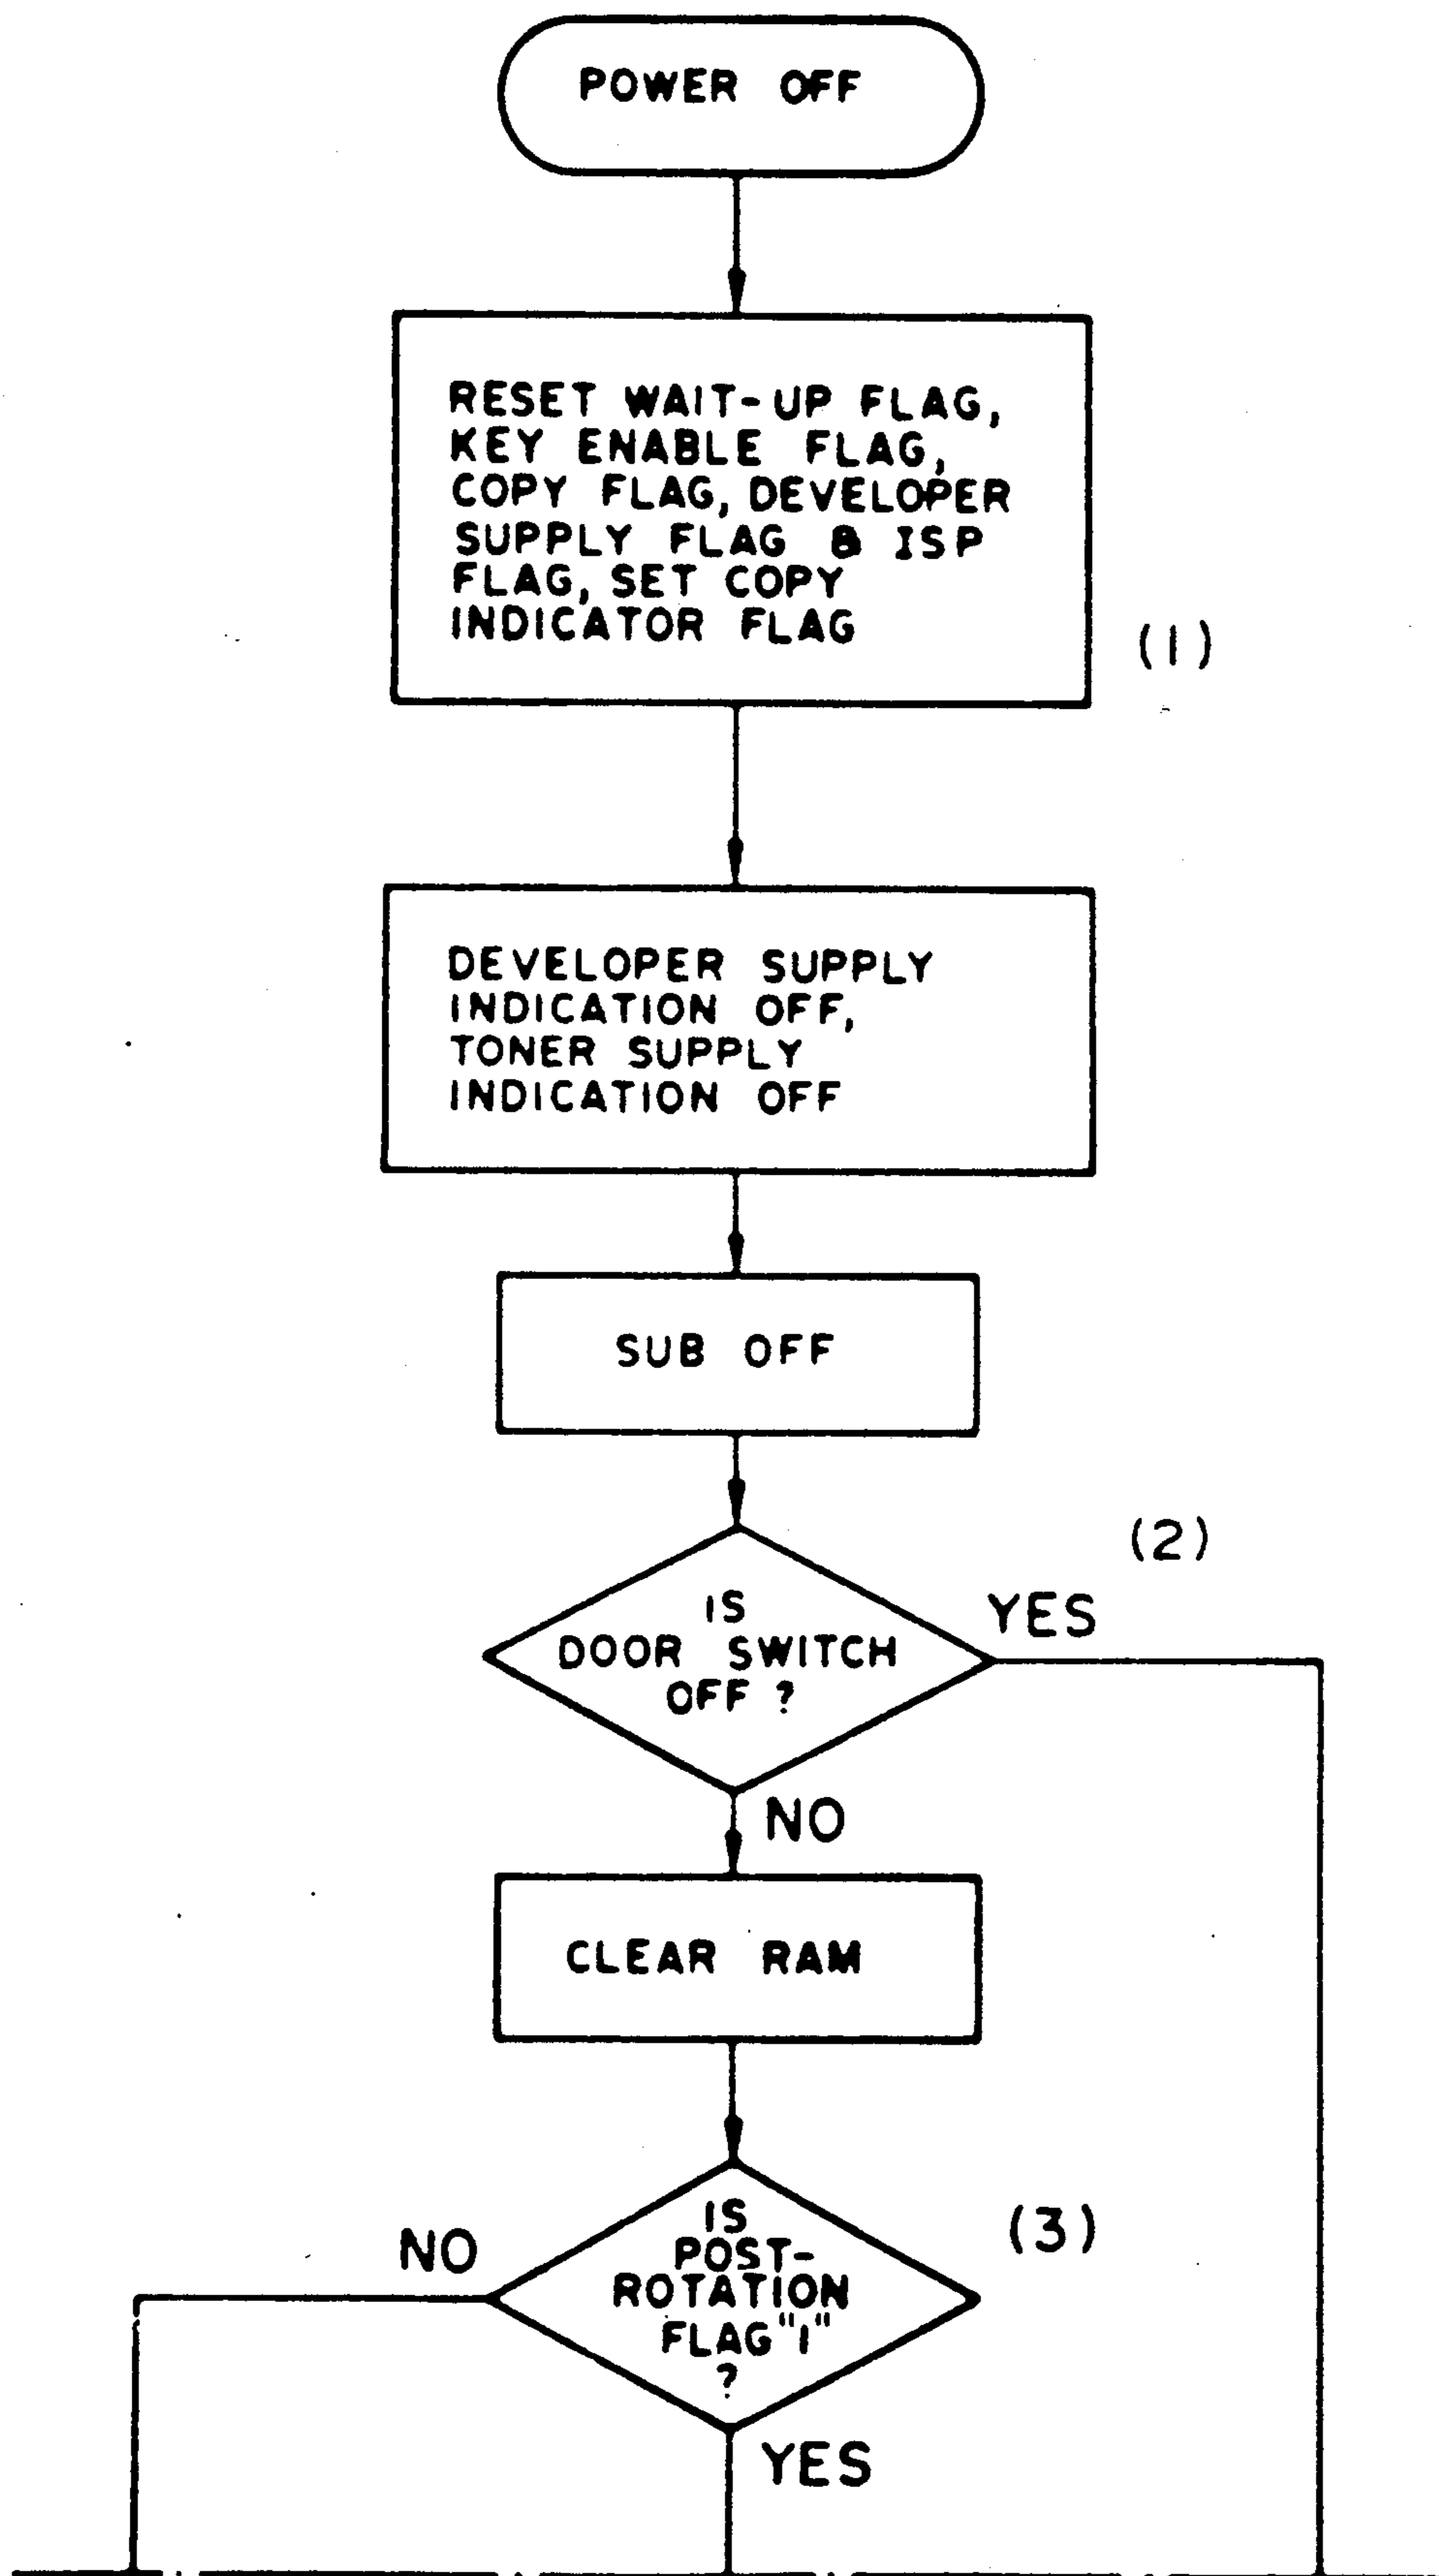 POWER OFF
RESET WAIT-UP FLAG,
KEY ENABLE FLAG,
COPY FLAG, DEVELOPER
SUPPLY FLAG & ISP
FLAG, SET COPY
INDICATOR FLAG
(1)
DEVELOPER SUPPLY
INDICATION OFF,
TONER SUPPLY
INDICATION OFF
SUB OFF
(2)
IS
DOOR SWITCH
OFF ?
YES
NO
CLEAR RAM
(3)
IS
POST-
ROTATION
FLAG "1"
?
NO
YES